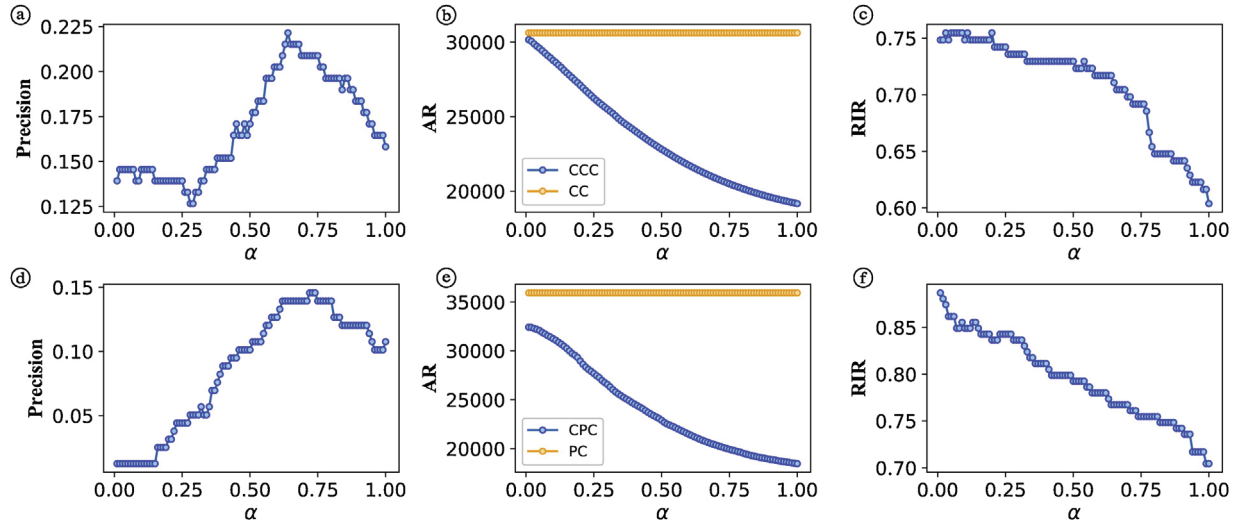 ⓐ
0.225
0.200
0.175
0.150
0.125
Precision
0.00 0.25 0.50 0.75 1.00
α
ⓑ
30000
25000
20000
AR
CCC
CC
0.00 0.25 0.50 0.75 1.00
α
ⓒ
0.75
0.70
0.65
0.60
RIR
0.00 0.25 0.50 0.75 1.00
α
ⓓ
0.15
0.10
0.05
Precision
0.00 0.25 0.50 0.75 1.00
α
ⓔ
35000
30000
25000
20000
AR
CPC
PC
0.00 0.25 0.50 0.75 1.00
α
ⓕ
0.85
0.80
0.75
0.70
RIR
0.00 0.25 0.50 0.75 1.00
α